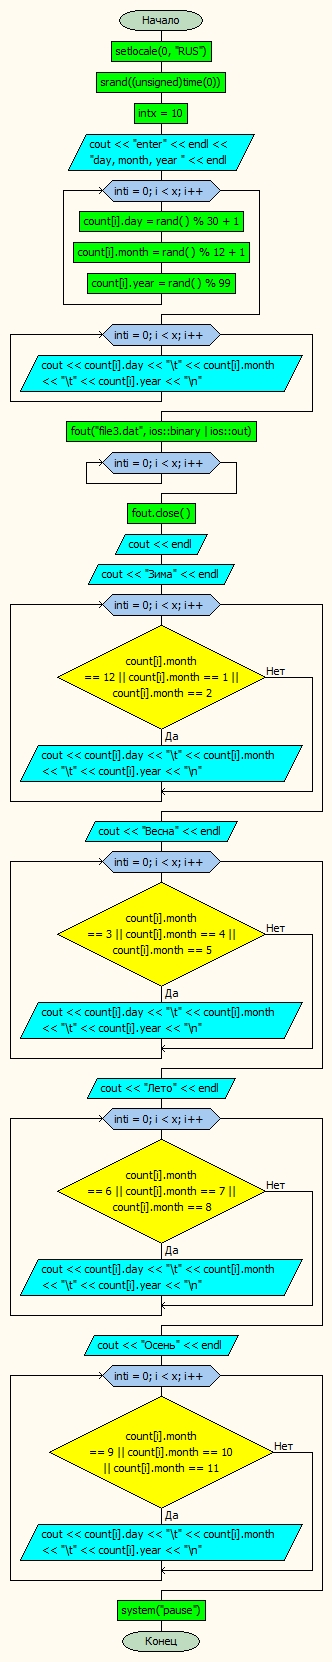 Начало
setlocale(0, "RUS")
srand((unsigned)time(0))
intx = 10
cout << "enter" << endl <<
"day, month, year " << endl
inti = 0; i < x; i++
count[i].day = rand() % 30 + 1
count[i].month = rand() % 12 + 1
count[i].year = rand() % 99
inti = 0; i < x; i++
cout << count[i].day << "\t" << count[i].month
<< "\t" << count[i].year << "\n"
fout("file3.dat", ios::binary | ios::out)
inti = 0; i < x; i++
fout.close( )
cout << endl
cout << "Зима" << endl
inti = 0; i < x; i++
count[i].month
== 12 || count[i].month == 1 ||
count[i].month == 2
Нет
Да
cout << count[i].day << "\t" << count[i].month
<< "\t" << count[i].year << "\n"
cout << "Весна" << endl
inti = 0; i < x; i++
count[i].month
== 3 || count[i].month == 4 ||
count[i].month == 5
Нет
Да
cout << count[i].day << "\t" << count[i].month
<< "\t" << count[i].year << "\n"
cout << "Лето" << endl
inti = 0; i < x; i++
count[i].month
== 6 || count[i].month == 7 ||
count[i].month == 8
Нет
Да
cout << count[i].day << "\t" << count[i].month
<< "\t" << count[i].year << "\n"
cout << "Осень" << endl
inti = 0; i < x; i++
count[i].month
== 9 || count[i].month == 10
|| count[i].month == 11
Нет
Да
cout << count[i].day << "\t" << count[i].month
<< "\t" << count[i].year << "\n"
system("pause")
Конец